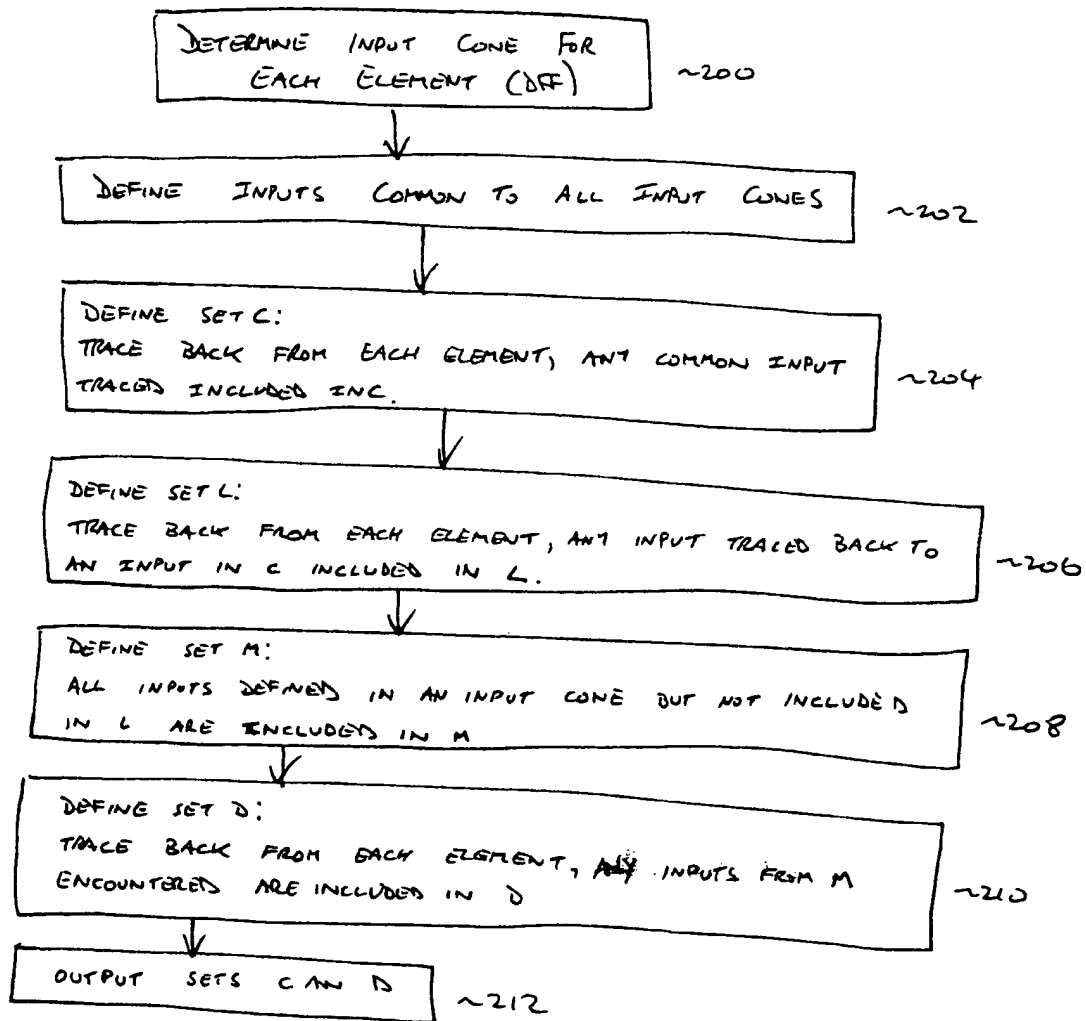 DETERMINE INPUT CONE FOR
EACH ELEMENT (DFF)
~200
DEFINE INPUTS COMMON TO ALL INPUT CONES
~202
DEFINE SET C:
TRACE BACK FROM EACH ELEMENT, ANY COMMON INPUT
TRACED INCLUDED IN C.
~204
DEFINE SET L:
TRACE BACK FROM EACH ELEMENT, ANY INPUT TRACED BACK TO
AN INPUT IN C INCLUDED IN L.
~206
DEFINE SET M:
ALL INPUTS DEFINED IN AN INPUT CONE BUT NOT INCLUDED
IN L ARE INCLUDED IN M
~208
DEFINE SET D:
TRACE BACK FROM EACH ELEMENT, ANY INPUTS FROM M
ENCOUNTERED ARE INCLUDED IN D
~210
OUTPUT SETS C AN D
~212